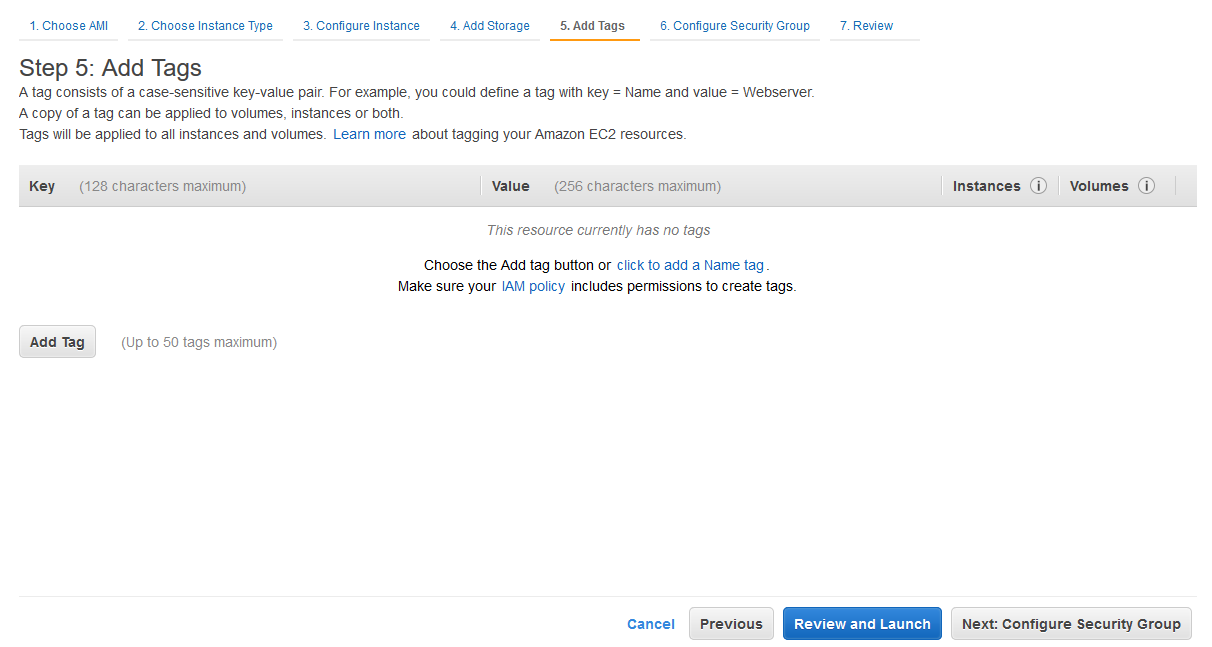 1. Choose AMI 2. Choose Instance Type 3. Configure Instance 4. Add Storage 5. Add Tags 6. Configure Security Group 7. Review
Step 5: Add Tags
A tag consists of a case-sensitive key-value pair. For example, you could define a tag with key = Name and value = Webserver.
A copy of a tag can be applied to volumes, instances or both.
Tags will be applied to all instances and volumes. Learn more about tagging your Amazon EC2 resources.
Key (128 characters maximum) Value (256 characters maximum) Instances i Volumes i
This resource currently has no tags
Choose the Add tag button or click to add a Name tag.
Make sure your IAM policy includes permissions to create tags.
Add Tag (Up to 50 tags maximum)
Cancel Previous Review and Launch Next: Configure Security Group